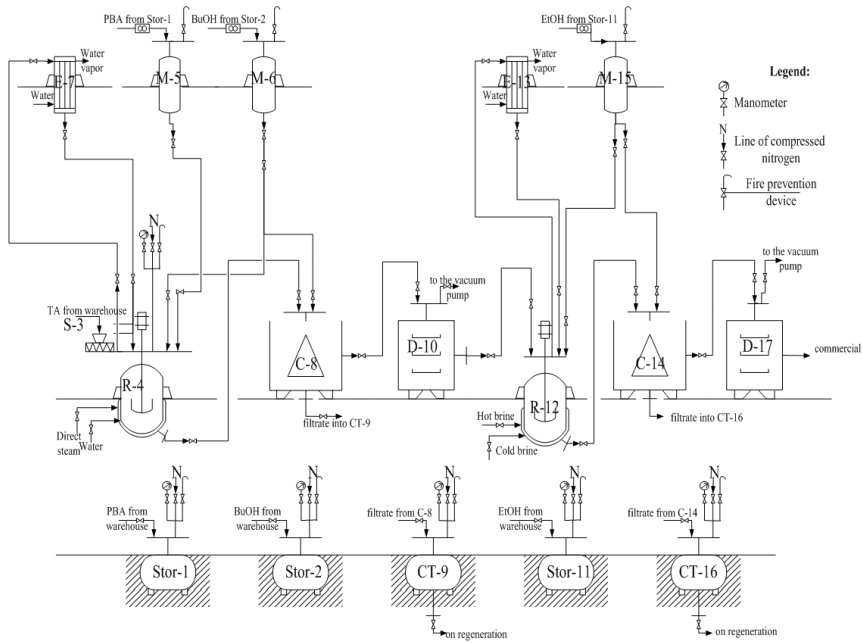 PBA from Stor-1
BuOH from Stor-2
EtOH from Stor-11
Water
vapor
E-7
M-5
M-6
Water
Water
vapor
E-13
M-15
Water
Legend:
Manometer
N
Line of compressed
nitrogen
Fire prevention
device
N
TA from warehouse
S-3
to the vacuum
pump
to the vacuum
pump
C-8
D-10
C-14
D-17
commercial
R-4
R-12
filtrate into CT-9
filtrate into CT-16
Direct
steam
Water
Hot brine
Cold brine
N
N
N
N
N
PBA from
warehouse
BuOH from
warehouse
filtrate from C-8
EtOH from
warehouse
filtrate from C-14
Stor-1
Stor-2
CT-9
Stor-11
CT-16
on regeneration
on regeneration